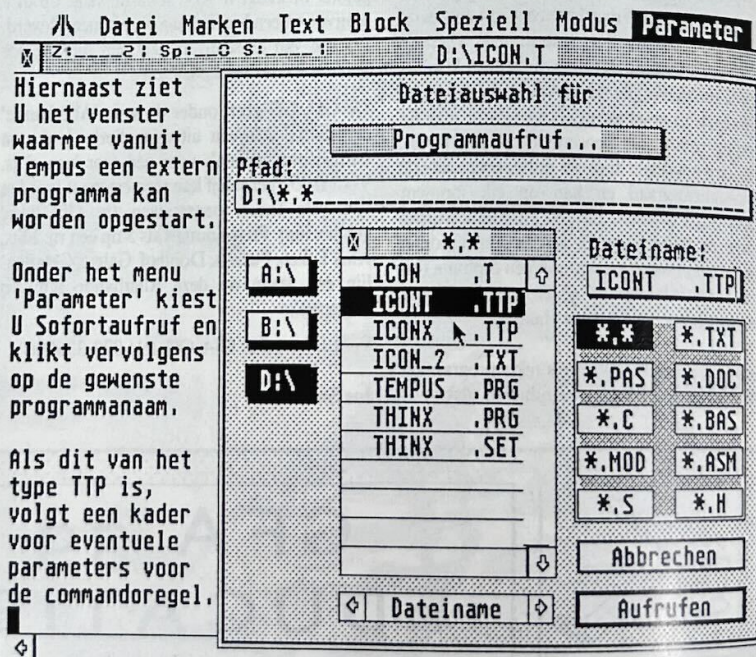 Datei Marken Text Block Speziell Modus Parameter
Z:____2¦ Sp:__0 S:____¦
D:\ICON.T
Hiernaast ziet
U het venster
waarmee vanuit
Tempus een extern
programma kan
worden opgestart.
Onder het menu
'Parameter' kiest
U Sofortaufruf en
klikt vervolgens
op de gewenste
programmanaam.
Als dit van het
type TTP is,
volgt een kader
voor eventuele
parameters voor
de commandoregel.
Dateiauswahl für
Programmaufruf...
Pfad:
D:\*.*
A:\
B:\
D:\
*.*
ICON .T
ICONT .TTP
ICONX .TTP
ICON_2 .TXT
TEMPUS .PRG
THINX .PRG
THINX .SET
Dateiname
Dateiname:
ICONT .TTP
*.* *.TXT
*.PAS *.DOC
*.C *.BAS
*.MOD *.ASM
*.S *.H
Abbrechen
Aufrufen